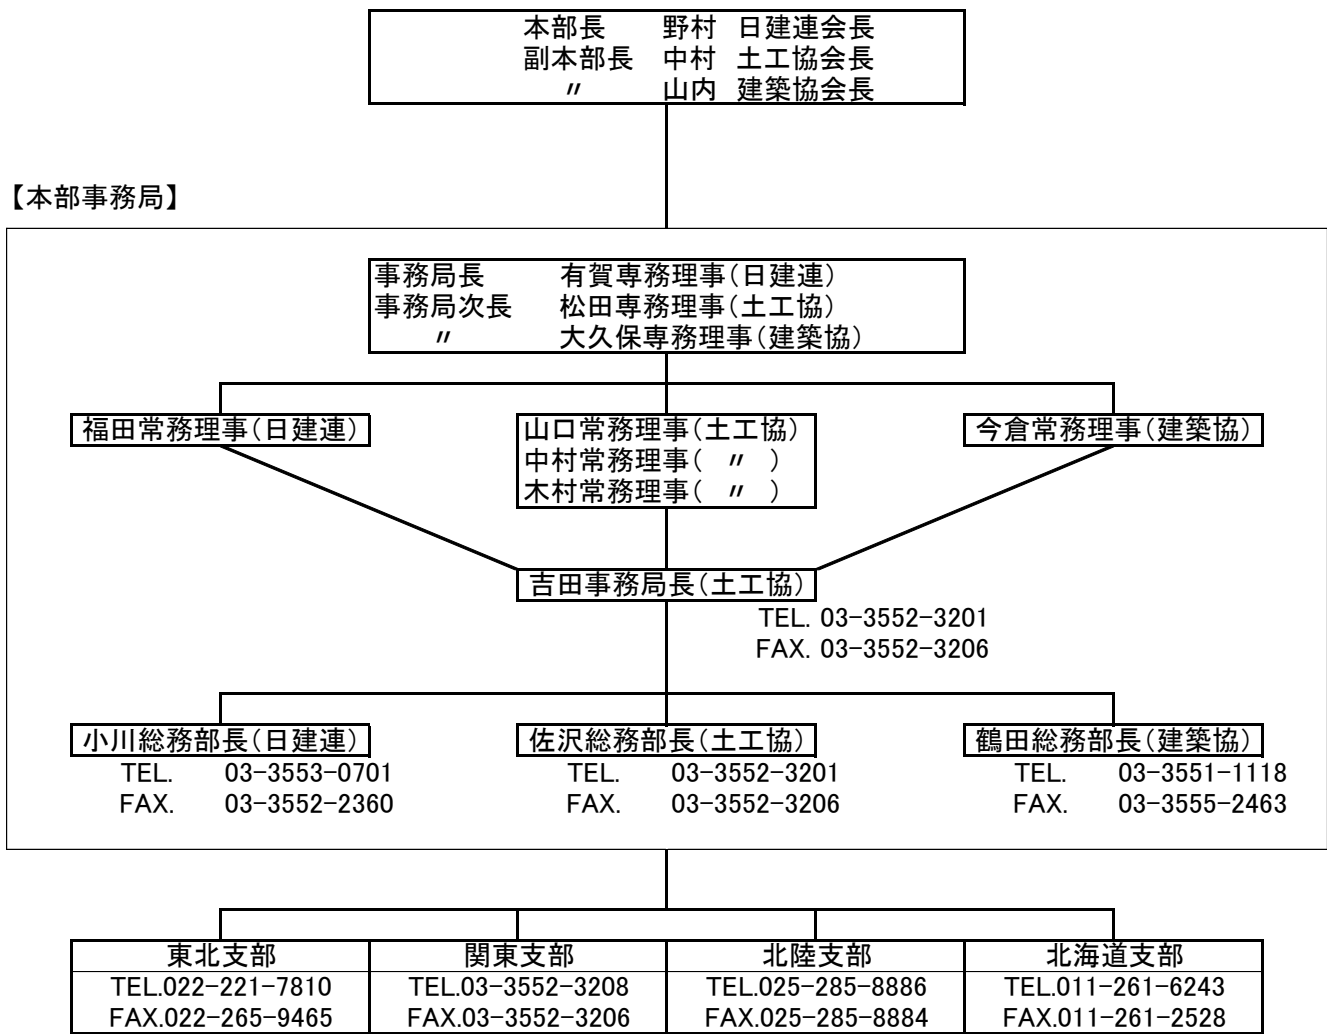 本部長 野村 日建連会長
副本部長 中村 土工協会長
〃 山内 建築協会長
【本部事務局】
事務局長 有賀専務理事(日建連)
事務局次長 松田専務理事(土工協)
〃 大久保専務理事(建築協)
福田常務理事(日建連)
山口常務理事(土工協)
中村常務理事( 〃 )
木村常務理事( 〃 )
今倉常務理事(建築協)
吉田事務局長(土工協)
TEL. 03-3552-3201
FAX. 03-3552-3206
小川総務部長(日建連)
TEL. 03-3553-0701
FAX. 03-3552-2360
佐沢総務部長(土工協)
TEL. 03-3552-3201
FAX. 03-3552-3206
鶴田総務部長(建築協)
TEL. 03-3551-1118
FAX. 03-3555-2463
東北支部
TEL.022-221-7810
FAX.022-265-9465
関東支部
TEL.03-3552-3208
FAX.03-3552-3206
北陸支部
TEL.025-285-8886
FAX.025-285-8884
北海道支部
TEL.011-261-6243
FAX.011-261-2528